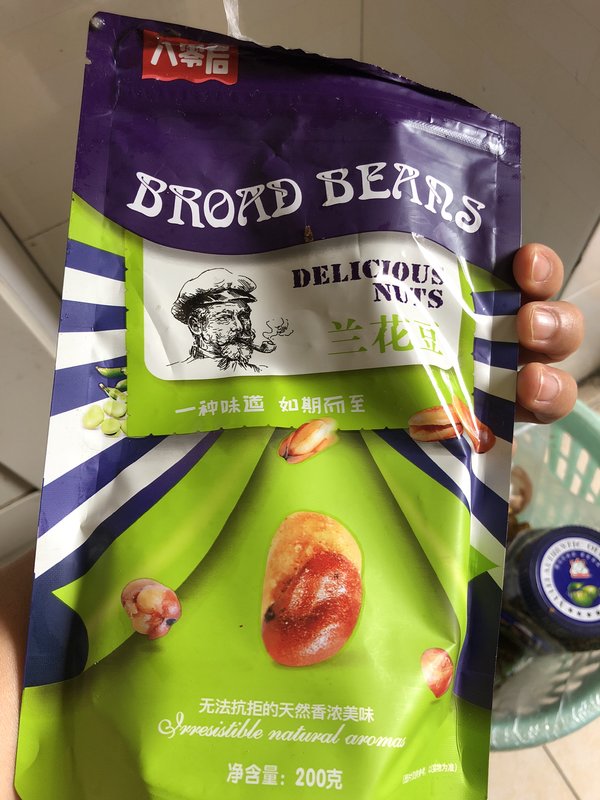 八零后
BROAD BEANS
DELICIOUS
NUTS
兰花豆
一种味道 如期而至
无法抗拒的天然香浓美味
Irresistible natural aromas
净含量：200克